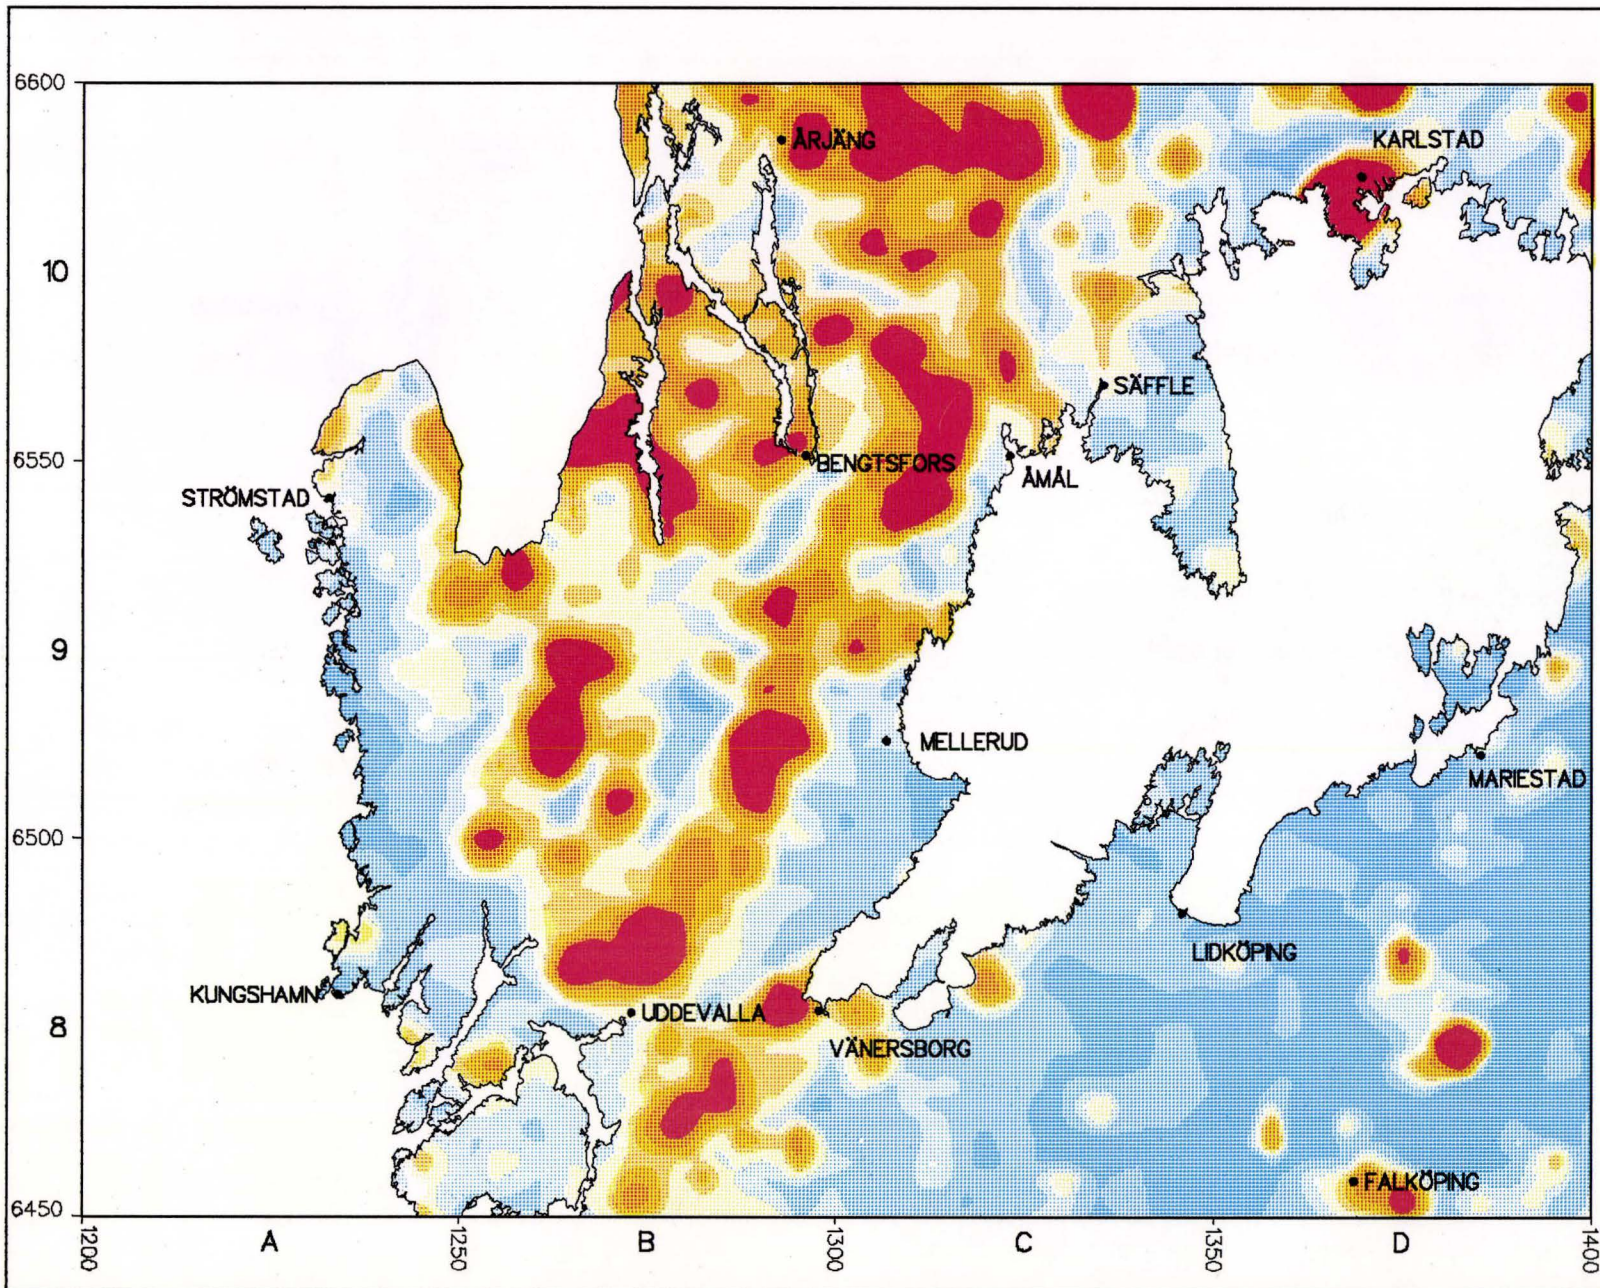 6600
ÅRJÄNG
KARLSTAD
10
SÄFFLE
6550
BENGTSFORS
ÅMÅL
STRÖMSTAD
9
MELLERUD
MARIESTAD
6500
LIDKÖPING
KUNGSHAMN
UDDEVALLA
8
VÄNERSBORG
FALKÖPING
6450
1200
A
1250
B
1300
C
1350
D
1400